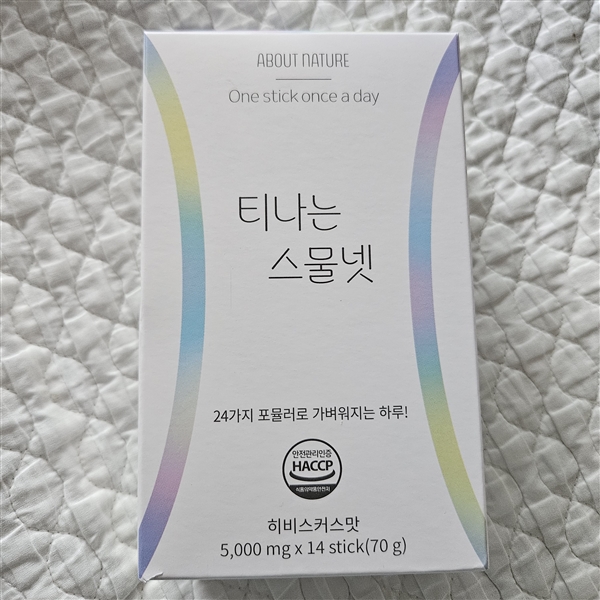 ABOUT NATURE
One stick once a day
티나는
스물넷
24가지 포뮬러로 가벼워지는 하루!
안전관리인증
HACCP
식품의약품안전처
히비스커스맛
5,000 mg x 14 stick(70 g)